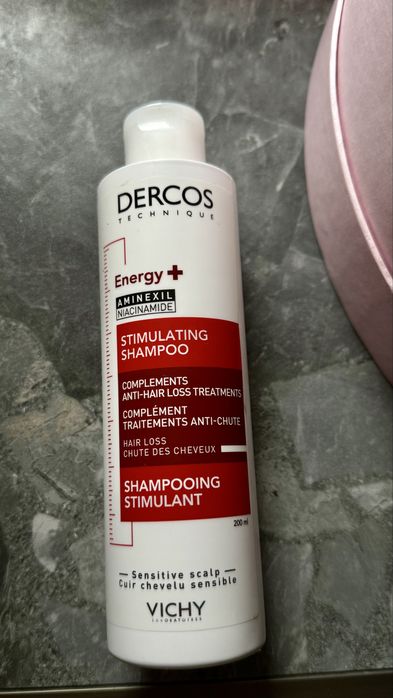 DERCOS
TECHNIQUE
Energy+
AMINEXIL
NIACINAMIDE
STIMULATING
SHAMPOO
COMPLEMENTS
ANTI-HAIR LOSS TREATMENTS
COMPLÉMENT
TRAITEMENTS ANTI-CHUTE
HAIR LOSS
CHUTE DES CHEVEUX
SHAMPOOING
STIMULANT
200 ml
Sensitive scalp
Cuir chevelu sensible
VICHY
LABORATOIRES